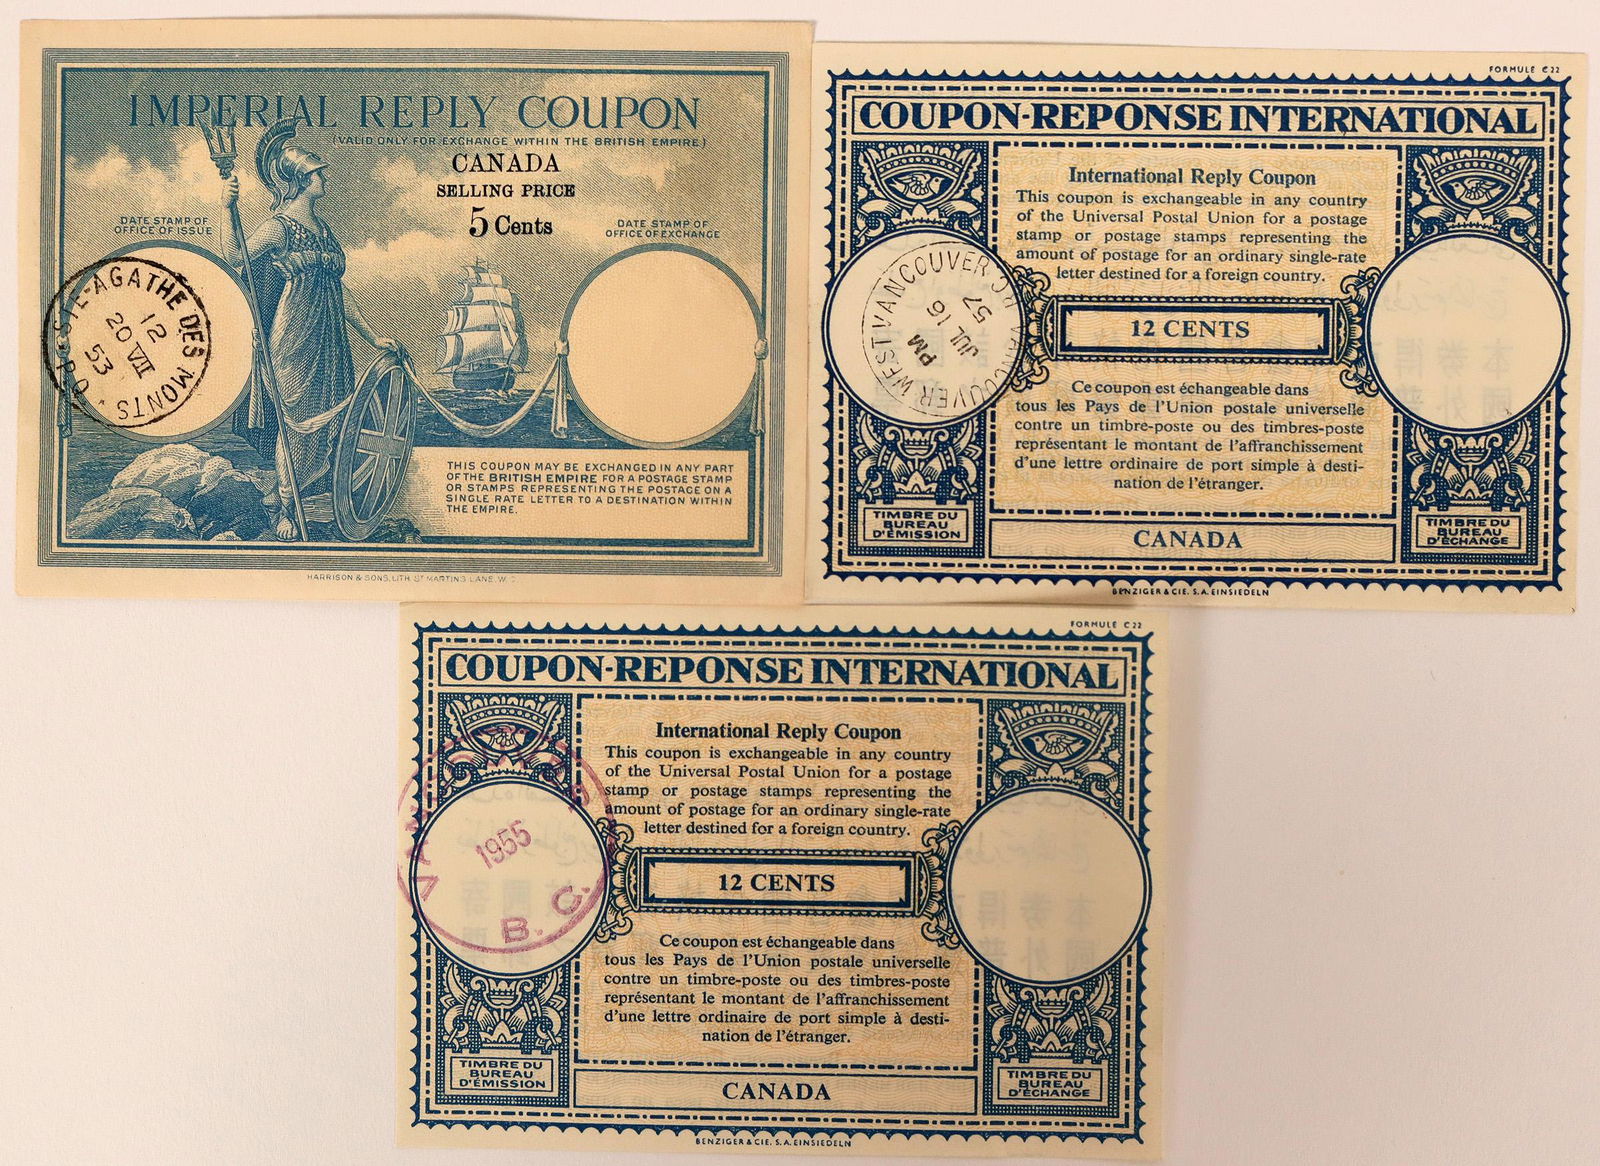 IMPERIAL REPLY COUPON
(VALID ONLY FOR EXCHANGE WITHIN THE BRITISH EMPIRE)
CANADA
SELLING PRICE
5 Cents
DATE STAMP OF
OFFICE OF ISSUE
DATE STAMP OF
OFFICE OF EXCHANGE
STE-AGATHE DES MONTS
P.Q.
12
20 VII
53
THIS COUPON MAY BE EXCHANGED IN ANY PART
OF THE BRITISH EMPIRE FOR A POSTAGE STAMP
OR STAMPS REPRESENTING THE POSTAGE ON A
SINGLE RATE LETTER TO A DESTINATION WITHIN
THE EMPIRE.
HARRISON & SONS, LITH. ST MARTINS LANE, W.C.
FORMULE C 22
COUPON-REPONSE INTERNATIONAL
International Reply Coupon
This coupon is exchangeable in any country
of the Universal Postal Union for a postage
stamp or postage stamps representing the
amount of postage for an ordinary single-rate
letter destined for a foreign country.
WEST VANCOUVER
VANCOUVER
PM
JUL 16
57
12 CENTS
Ce coupon est échangeable dans
tous les Pays de l'Union postale universelle
contre un timbre-poste ou des timbres-poste
représentant le montant de l'affranchissement
d'une lettre ordinaire de port simple à desti-
nation de l'étranger.
TIMBRE DU
BUREAU
D'ÉMISSION
CANADA
TIMBRE DU
BUREAU
D'ÉCHANGE
BENZIGER & CIE. S.A. EINSIEDELN
FORMULE C 22
COUPON-REPONSE INTERNATIONAL
International Reply Coupon
This coupon is exchangeable in any country
of the Universal Postal Union for a postage
stamp or postage stamps representing the
amount of postage for an ordinary single-rate
letter destined for a foreign country.
VANCOUVER
1955
B. C.
12 CENTS
Ce coupon est échangeable dans
tous les Pays de l'Union postale universelle
contre un timbre-poste ou des timbres-poste
représentant le montant de l'affranchissement
d'une lettre ordinaire de port simple à desti-
nation de l'étranger.
TIMBRE DU
BUREAU
D'ÉMISSION
CANADA
TIMBRE DU
BUREAU
D'ÉCHANGE
BENZIGER & CIE. S.A. EINSIEDELN